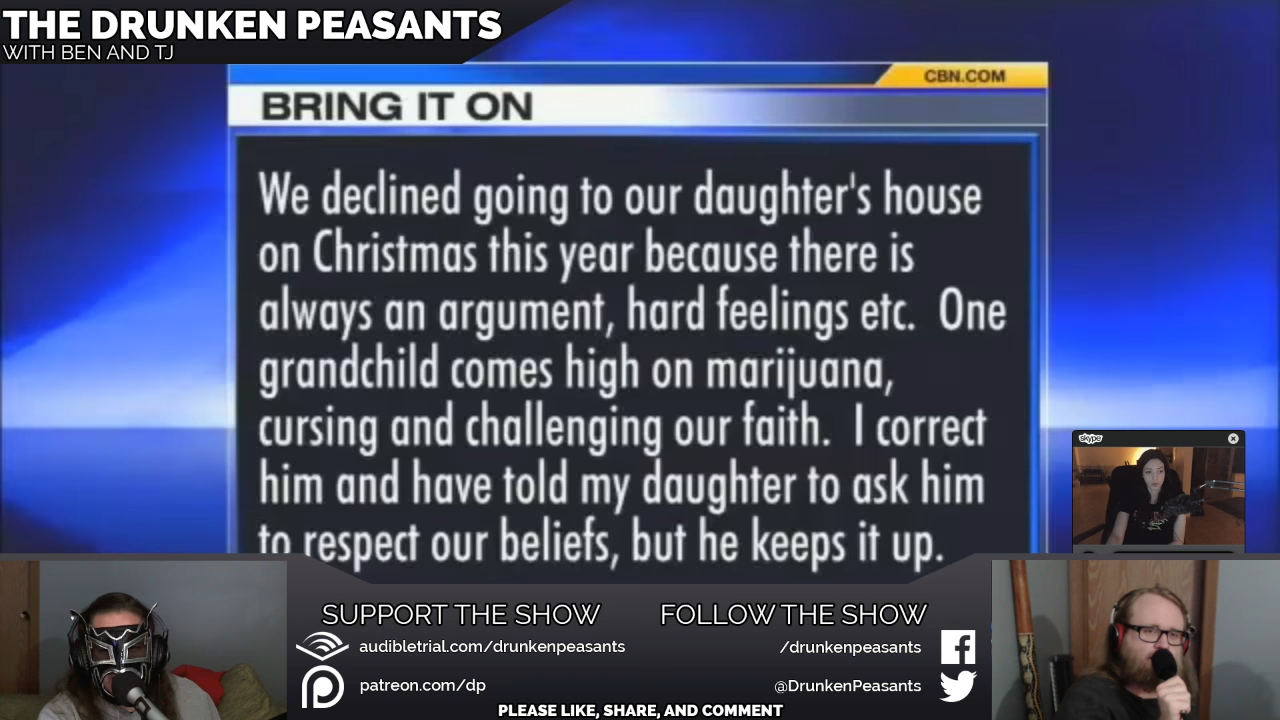 THE DRUNKEN PEASANTS
WITH BEN AND TJ
CBN.COM
BRING IT ON
We declined going to our daughter's house
on Christmas this year because there is
always an argument, hard feelings etc. One
grandchild comes high on marijuana,
cursing and challenging our faith. I correct
him and have told my daughter to ask him
to respect our beliefs, but he keeps it up.
skype
SUPPORT THE SHOW
audibletrial.com/drunkenpeasants
patreon.com/dp
FOLLOW THE SHOW
/drunkenpeasants
@DrunkenPeasants
PLEASE LIKE, SHARE, AND COMMENT